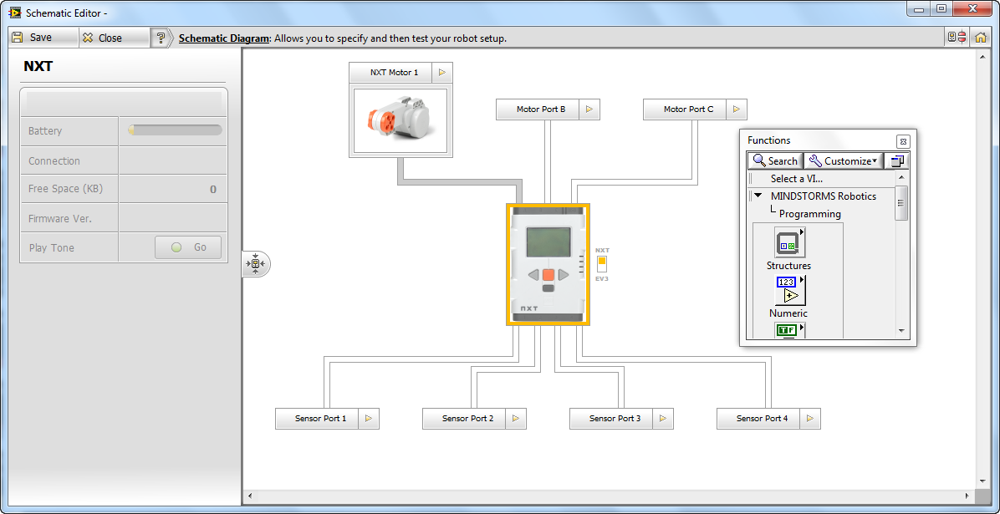 Schematic Editor -
Save
Close
?
Schematic Diagram: Allows you to specify and then test your robot setup.
NXT
Battery
Connection
Free Space (KB)
0
Firmware Ver.
Play Tone
Go
NXT Motor 1
Motor Port B
Motor Port C
NXT
EV3
NXT
Sensor Port 1
Sensor Port 2
Sensor Port 3
Sensor Port 4
Functions
Search
Customize
Select a VI...
MINDSTORMS Robotics
Programming
Structures
123
Numeric
T F